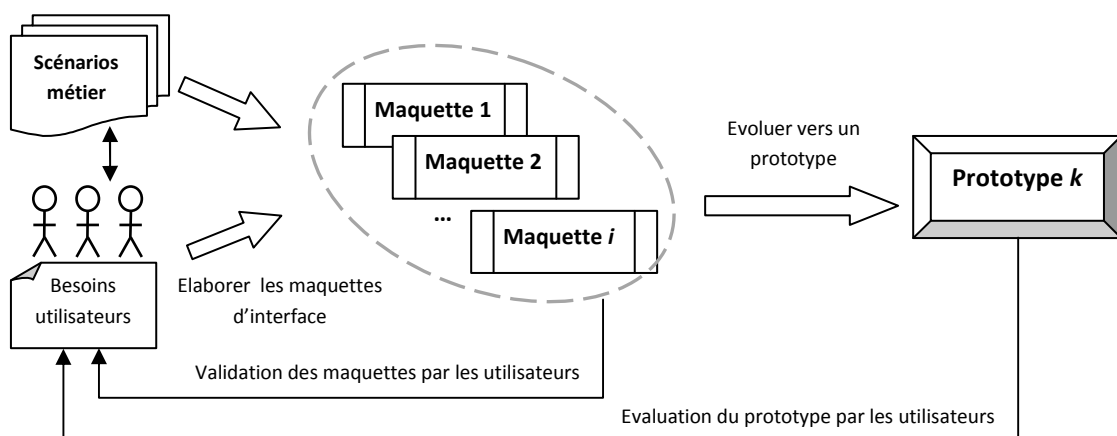 Scénarios
métier
Maquette 1
Maquette 2
...
Maquette i
Evoluer vers un
prototype
Prototype k
Besoins
utilisateurs
Elaborer les maquettes
d'interface
Validation des maquettes par les utilisateurs
Evaluation du prototype par les utilisateurs